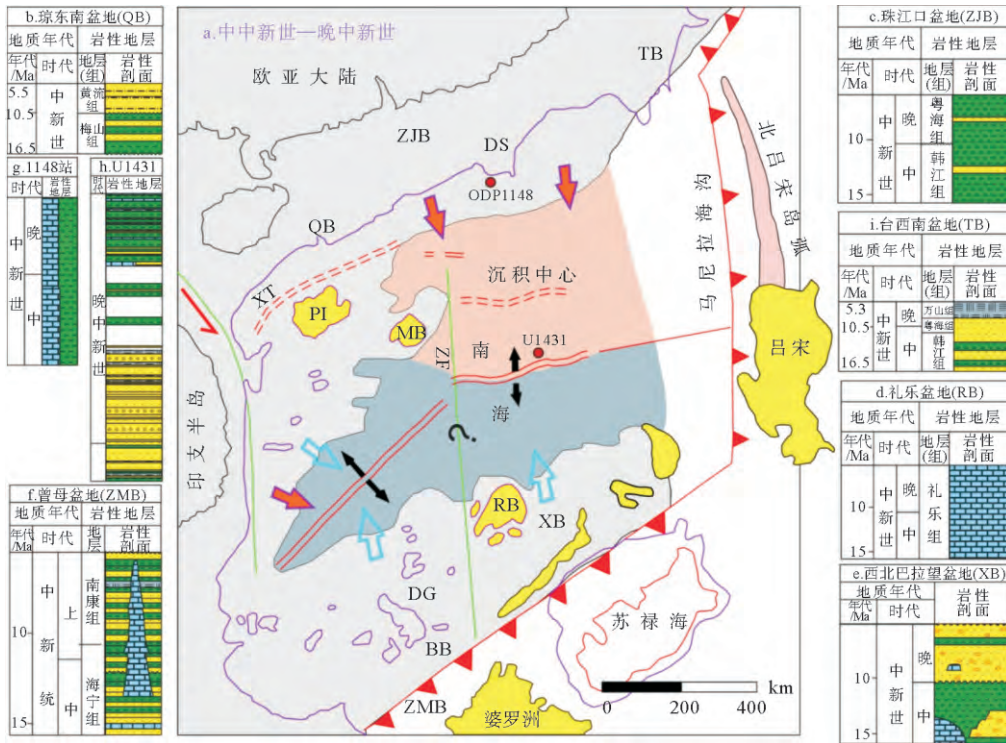 b.琼东南盆地(QB)
地质年代 岩性地层
年代/Ma 时代 地层(组) 岩性剖面
5.5
10.5
16.5
中新世
黄流组
梅山组
g.1148站
时代 岩性地层
中新世
晚
中
h.U1431
时代 岩性地层
晚中新世
f.曾母盆地(ZMB)
地质年代 岩性地层
年代/Ma 时代 地层 岩性剖面
10
15
中新统
上
中
南康组
海宁组
a.中中新世—晚中新世
欧亚大陆
TB
ZJB
DS
ODP1148
QB
XT
沉积中心
PI
MB
ZF
南
U1431
海
?
印支半岛
RB
XB
DG
BB
ZMB
婆罗洲
苏禄海
0 200 400 km
马尼拉海沟
北吕宋岛弧
吕宋
c.珠江口盆地(ZJB)
地质年代 岩性地层
年代/Ma 时代 地层(组) 岩性剖面
10
15
中新世
晚
中
粤海组
韩江组
i.台西南盆地(TB)
地质年代 岩性地层
年代/Ma 时代 地层(组) 岩性剖面
5.3
10.5
16.5
中新世
晚
中
万山组
粤海组
韩江组
d.礼乐盆地(RB)
地质年代 岩性地层
年代/Ma 时代 地层(组) 岩性剖面
10
15
中新世
晚
中
礼乐组
e.西北巴拉望盆地(XB)
地质年代
年代/Ma 时代 岩性剖面
10
15
中新世
晚
中